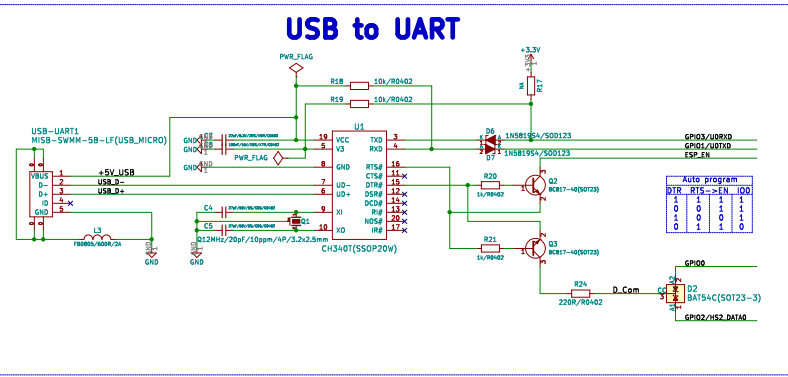 USB to UART
PWR_FLAG
+3.3V
R18 10k/R0402
R19 10k/R0402
R17
NA
USB-UART1
MISB-SWMM-5B-LF(USB_MICRO)
U1
D6
1N5819S4/SOD123
1N5819S4/SOD123
D7
GPIO3/U0RXD
GPIO1/U0TXD
ESP_EN
GND
GND
PWR_FLAG
GND
19 VCC TXD 3
5 V3 RXD 4
8 GND RTS# 16
CTS# 11
7 UD- DTR# 15
6 UD+ DSR# 12
DCD# 14
9 XI RI# 13
NOS# 20
10 XO IR# 17
CH340T(SSOP20W)
VBUS 1 +5V_USB
D- 2 USB_D-
D+ 3 USB_D+
ID 4
GND 5
R20
1k/R0402
Q2
BC817-40(SOT23)
Auto program
DTR RTS->EN IO0
1 1 1 1
0 0 1 1
1 0 0 1
0 1 1 0
C4
Q1
C5
Q12MHz/20pF/10ppm/4P/3.2x2.5mm
L3
FB0805/600R/2A
GND
GND
R21
1k/R0402
Q3
BC817-40(SOT23)
GPIO0
R24
220R/R0402
D_Com
D2
BAT54C(SOT23-3)
GPIO2/HS2_DATA0